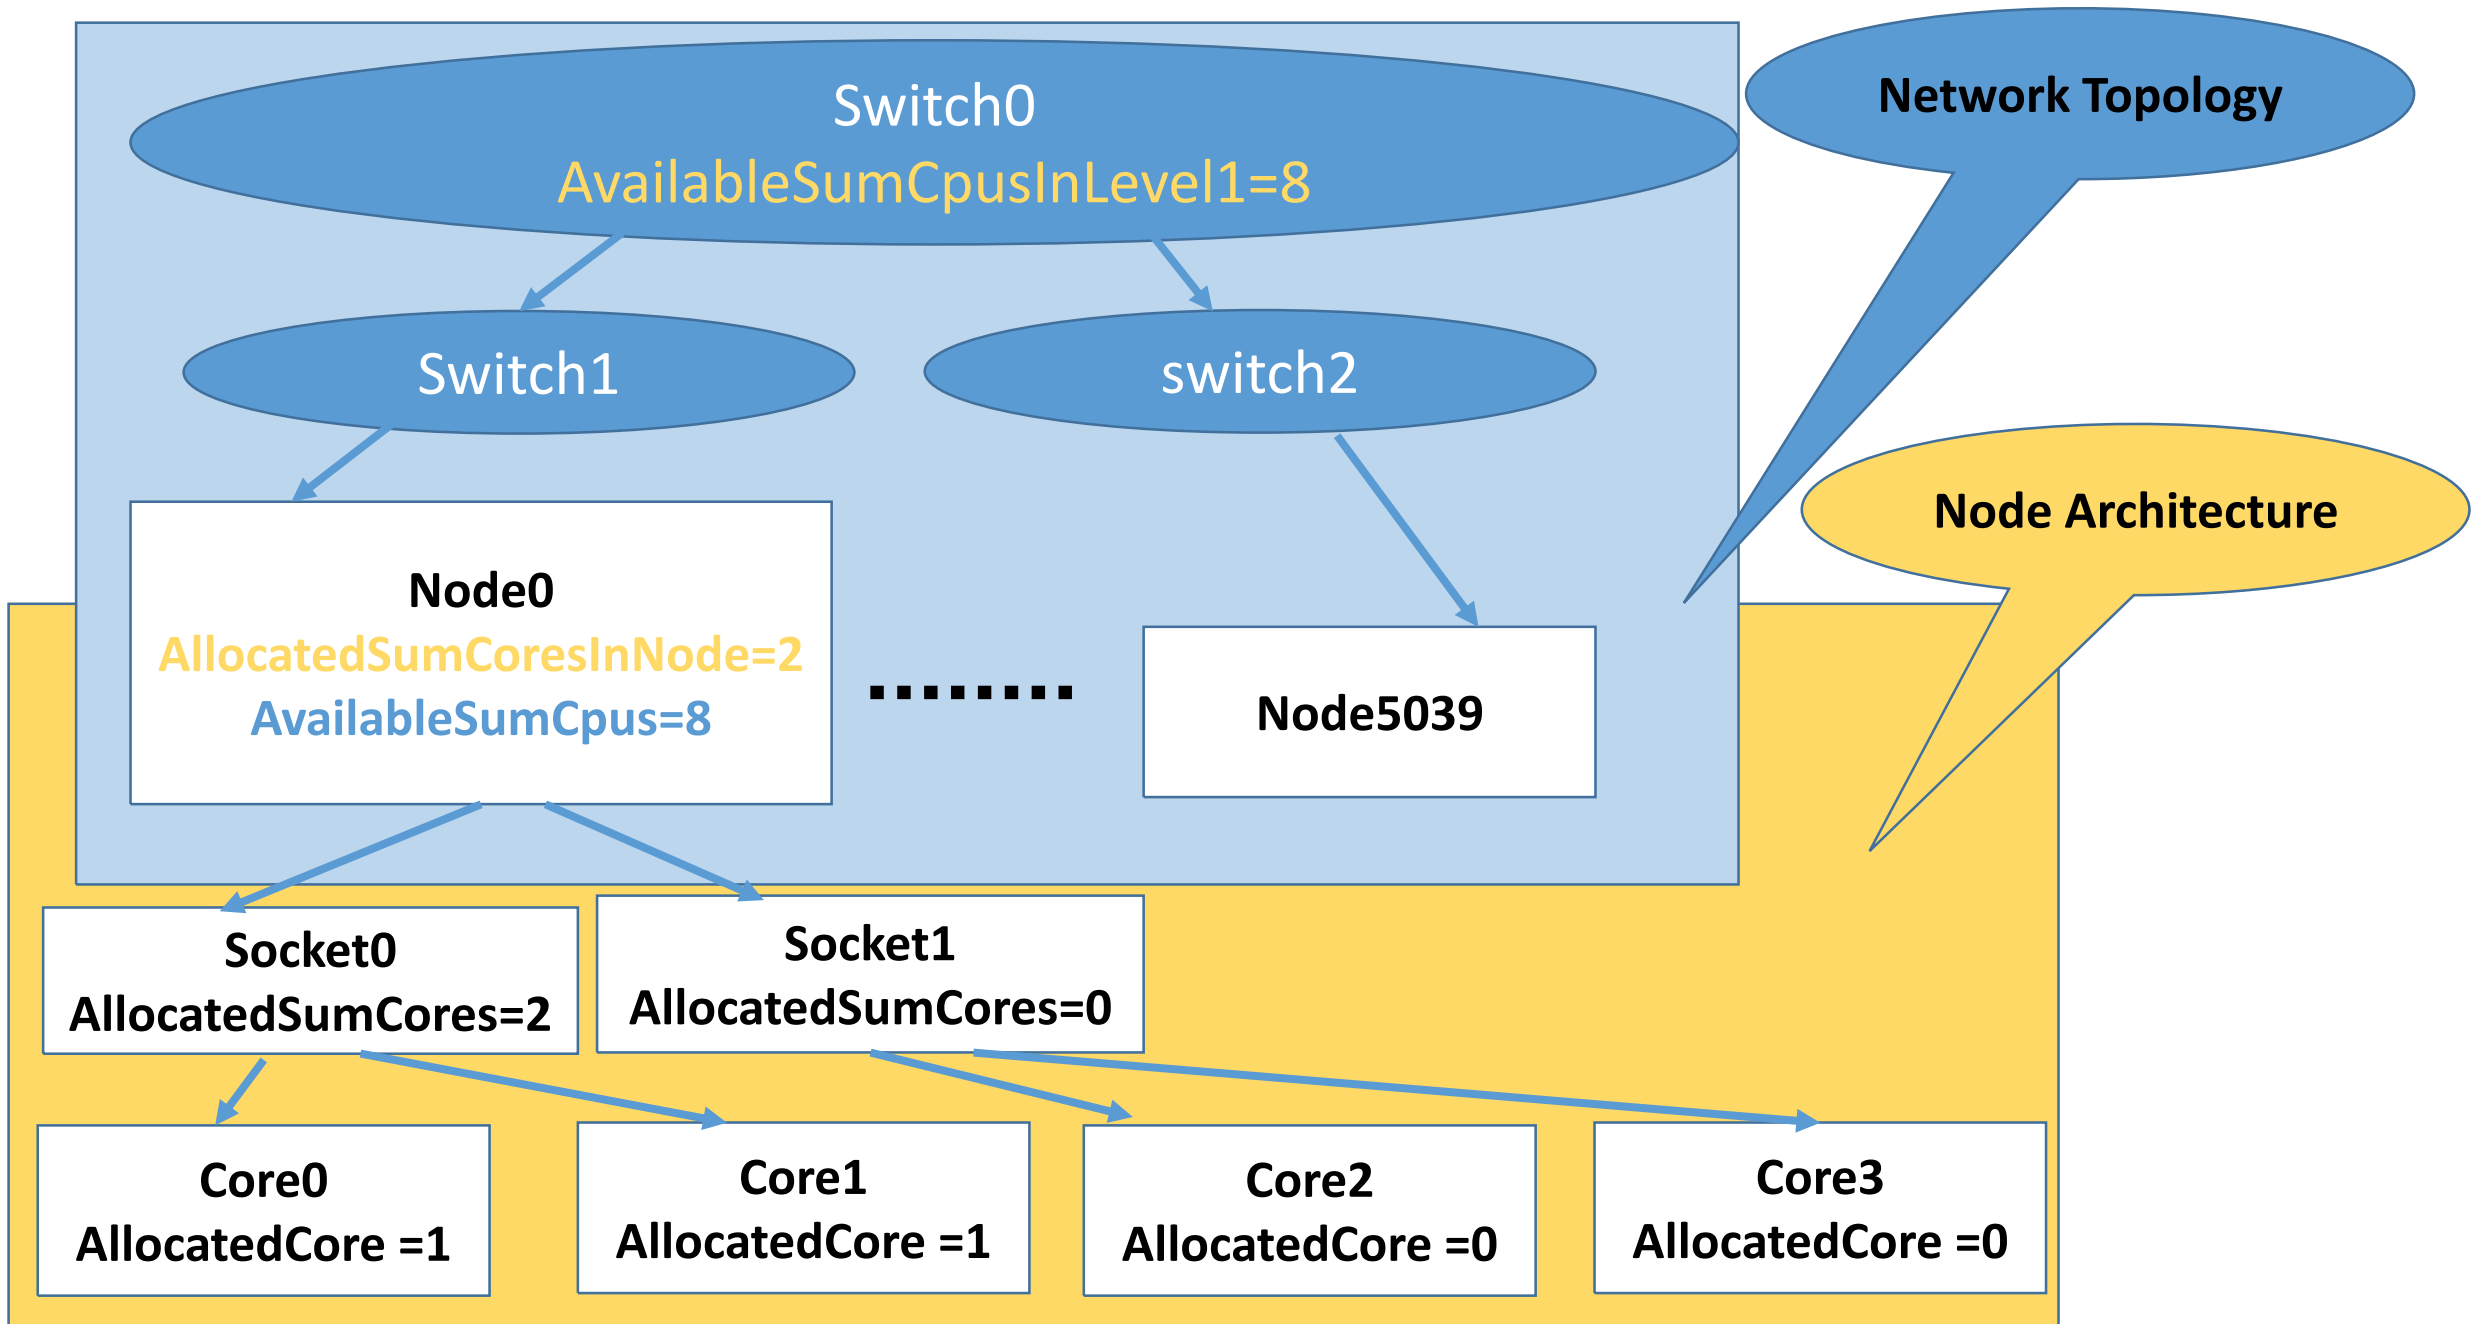 Switch0
AvailableSumCpusInLevel1=8
Network Topology
Switch1
switch2
Node Architecture
Node0
AllocatedSumCoresInNode=2
AvailableSumCpus=8
........
Node5039
Socket0
AllocatedSumCores=2
Socket1
AllocatedSumCores=0
Core0
AllocatedCore =1
Core1
AllocatedCore =1
Core2
AllocatedCore =0
Core3
AllocatedCore =0